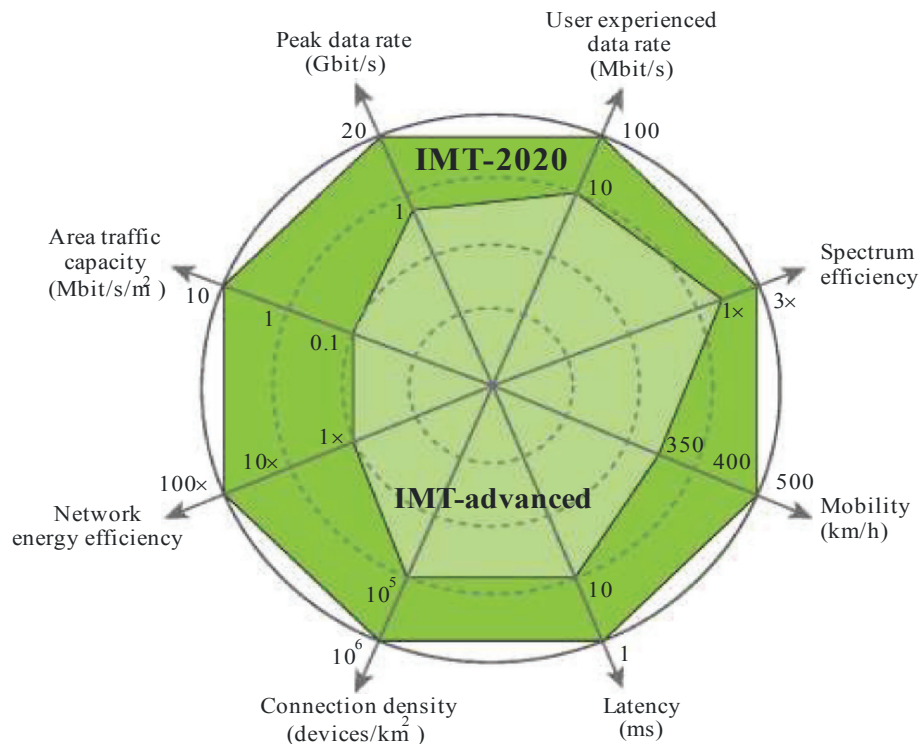 User experienced
data rate
(Mbit/s)
Peak data rate
(Gbit/s)
20
100
IMT-2020
1
10
Area traffic
capacity
(Mbit/s/m²)
Spectrum
efficiency
10
1
0.1
1×
3×
1×
10×
100×
350
400
500
Network
energy efficiency
IMT-advanced
Mobility
(km/h)
10⁵
10
10⁶
1
Connection density
(devices/km²)
Latency
(ms)